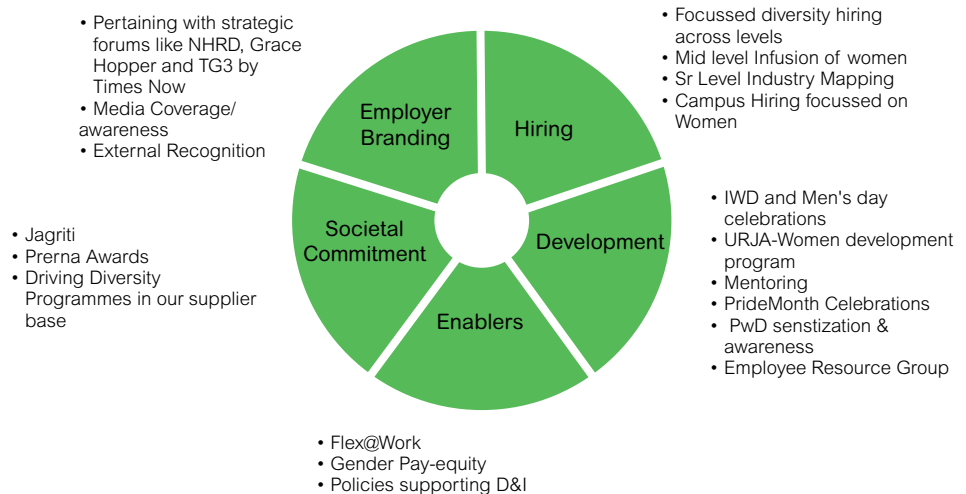 • Pertaining with strategic
forums like NHRD, Grace
Hopper and TG3 by
Times Now
• Media Coverage/
awareness
• External Recognition
• Focussed diversity hiring
across levels
• Mid level Infusion of women
• Sr Level Industry Mapping
• Campus Hiring focussed on
Women
Employer
Branding
Hiring
Societal
Commitment
Development
Enablers
• Jagriti
• Prerna Awards
• Driving Diversity
Programmes in our supplier
base
• IWD and Men's day
celebrations
• URJA-Women development
program
• Mentoring
• PrideMonth Celebrations
• PwD senstization &
awareness
• Employee Resource Group
• Flex@Work
• Gender Pay-equity
• Policies supporting D&I